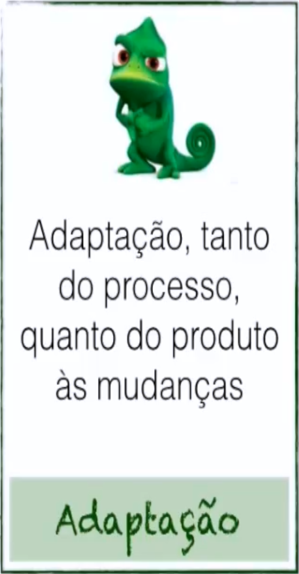 Adaptação, tanto
do processo,
quanto do produto
às mudanças
Adaptação